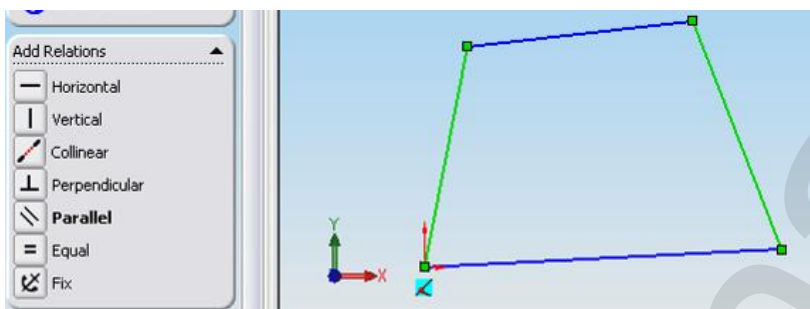 Add Relations
Horizontal
Vertical
Collinear
Perpendicular
Parallel
Equal
Fix
Y
X